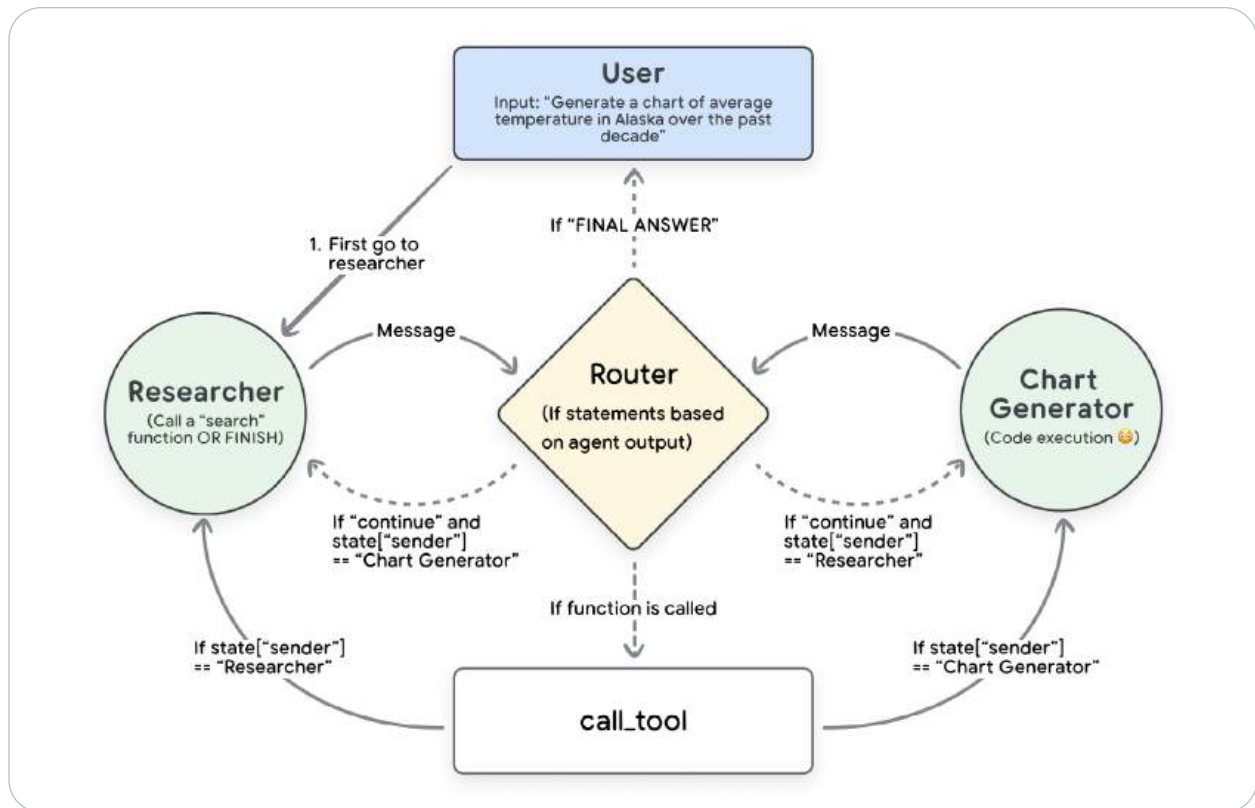 User
Input: “Generate a chart of average
temperature in Alaska over the past
decade”
If “FINAL ANSWER”
1. First go to
researcher
Message
Message
Researcher
(Call a “search”
function OR FINISH)
Router
(If statements based
on agent output)
Chart
Generator
(Code execution 😳)
If “continue” and
state[“sender”]
== “Chart Generator”
If “continue” and
state[“sender”]
== “Researcher”
If function is called
If state[“sender”]
== “Researcher”
If state[“sender”]
== “Chart Generator”
call_tool